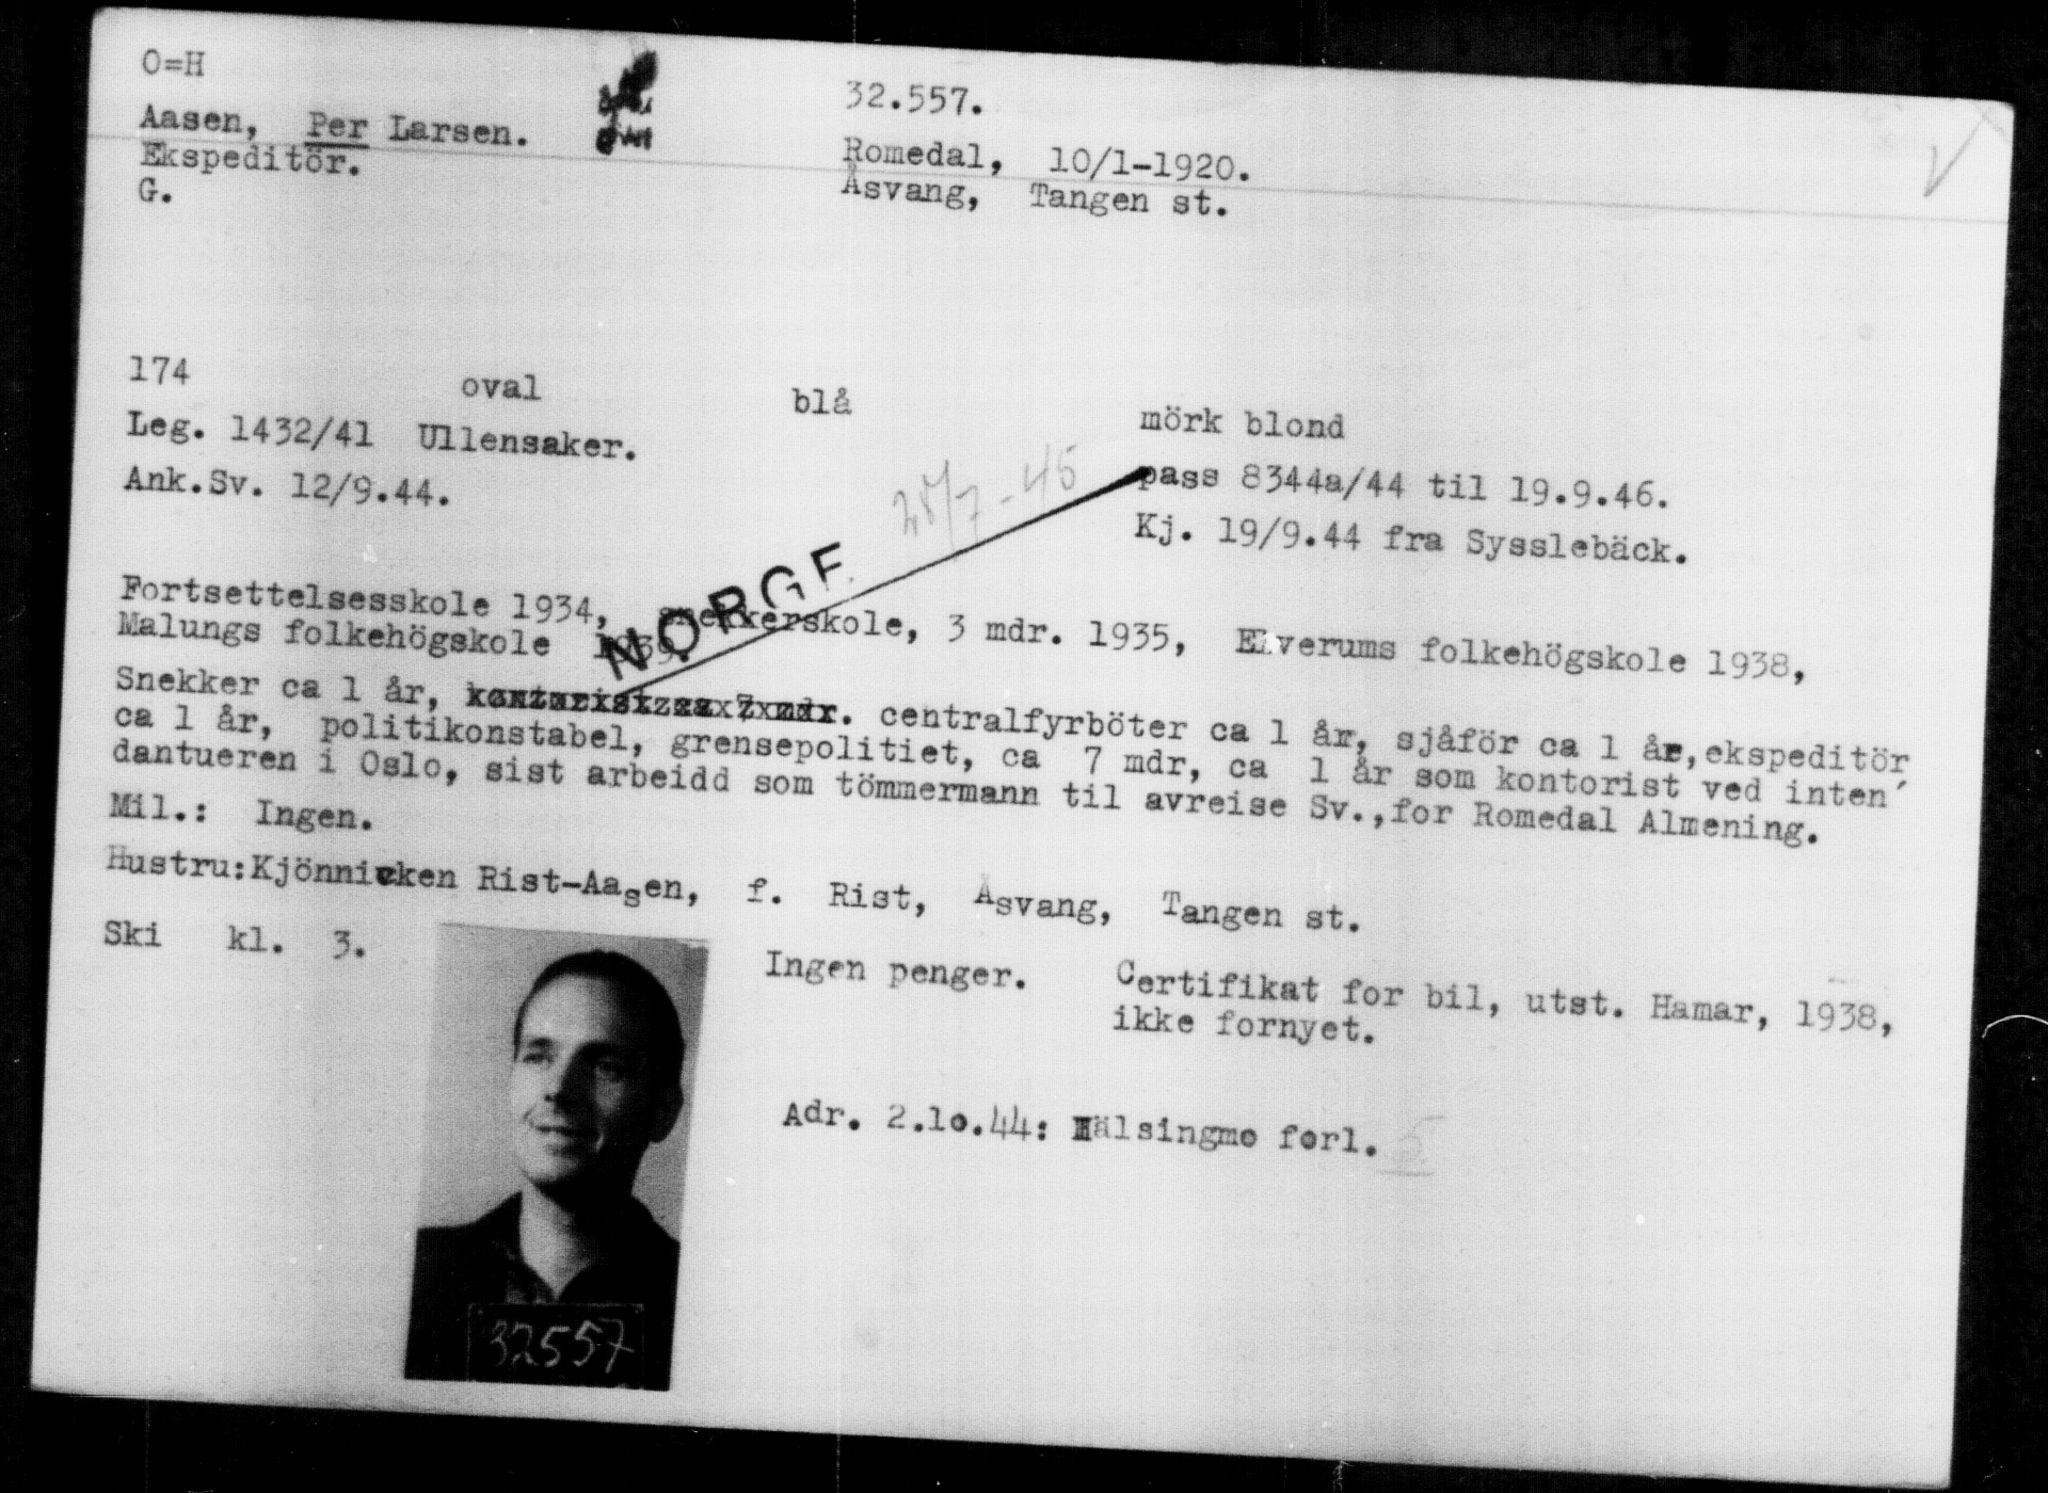 O=H
32.557.
Aasen, Per Larsen.
Romedal, 10/1-1920.
Ekspeditör.
Åsvang, Tangen st.
G.
174 oval blå mörk blond
Leg. 1432/41 Ullensaker.
pass 8344a/44 til 19.9.46.
Ank.Sv. 12/9.44.
Kj. 19/9.44 fra Sysslebäck.
NORGE
Fortsettelsesskole 1934, snekkerskole, 3 mdr. 1935, Elverums folkehögskole 1938,
Malungs folkehögskole 1939.
Snekker ca 1 år, centralfyrböter ca 1 år, sjåför ca 1 år, ekspeditör
ca 1 år, politikonstabel, grensepolitiet, ca 7 mdr, ca 1 år som kontorist ved inten´
dantueren i Oslo, sist arbeidd som tömmermann til avreise Sv.,for Romedal Almening.
Mil.: Ingen.
Hustru:Kjönnicken Rist-Aasen, f. Rist, Åsvang, Tangen st.
Ski kl. 3.
Ingen penger. Certifikat for bil, utst. Hamar, 1938,
ikke fornyet.
Adr. 2.10.44: Hälsingmo forl. 5
32557